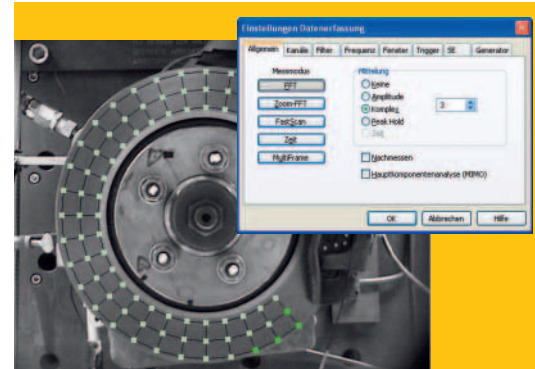 Einstellungen Datenerfassung
Allgemein Kanäle Filter Frequenz Fenster Trigger SE Generator
Messmodus
FFT
Zoom-FFT
FastScan
Zeit
MultiFrame
Mittelung
Keine
Amplitude
Komplex
Peak Hold
Zeit
3
Nachmessen
Hauptkomponentenanalyse (MIMO)
OK Abbrechen Hilfe